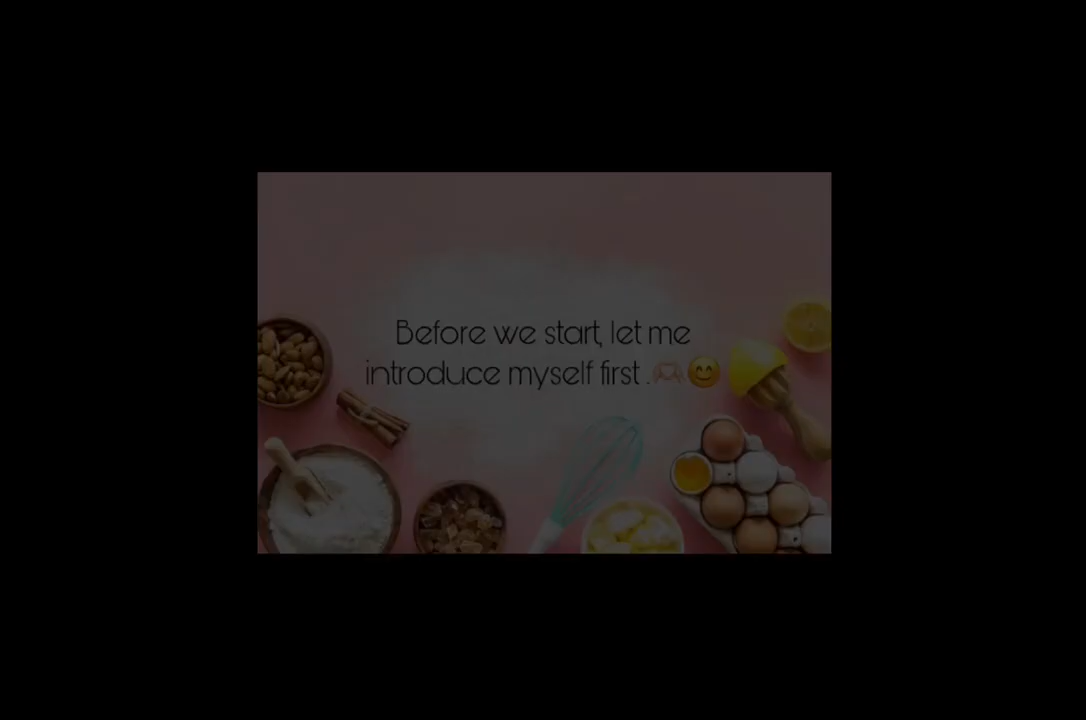 Before we start, let me
introduce myself first .🫶🏻😊